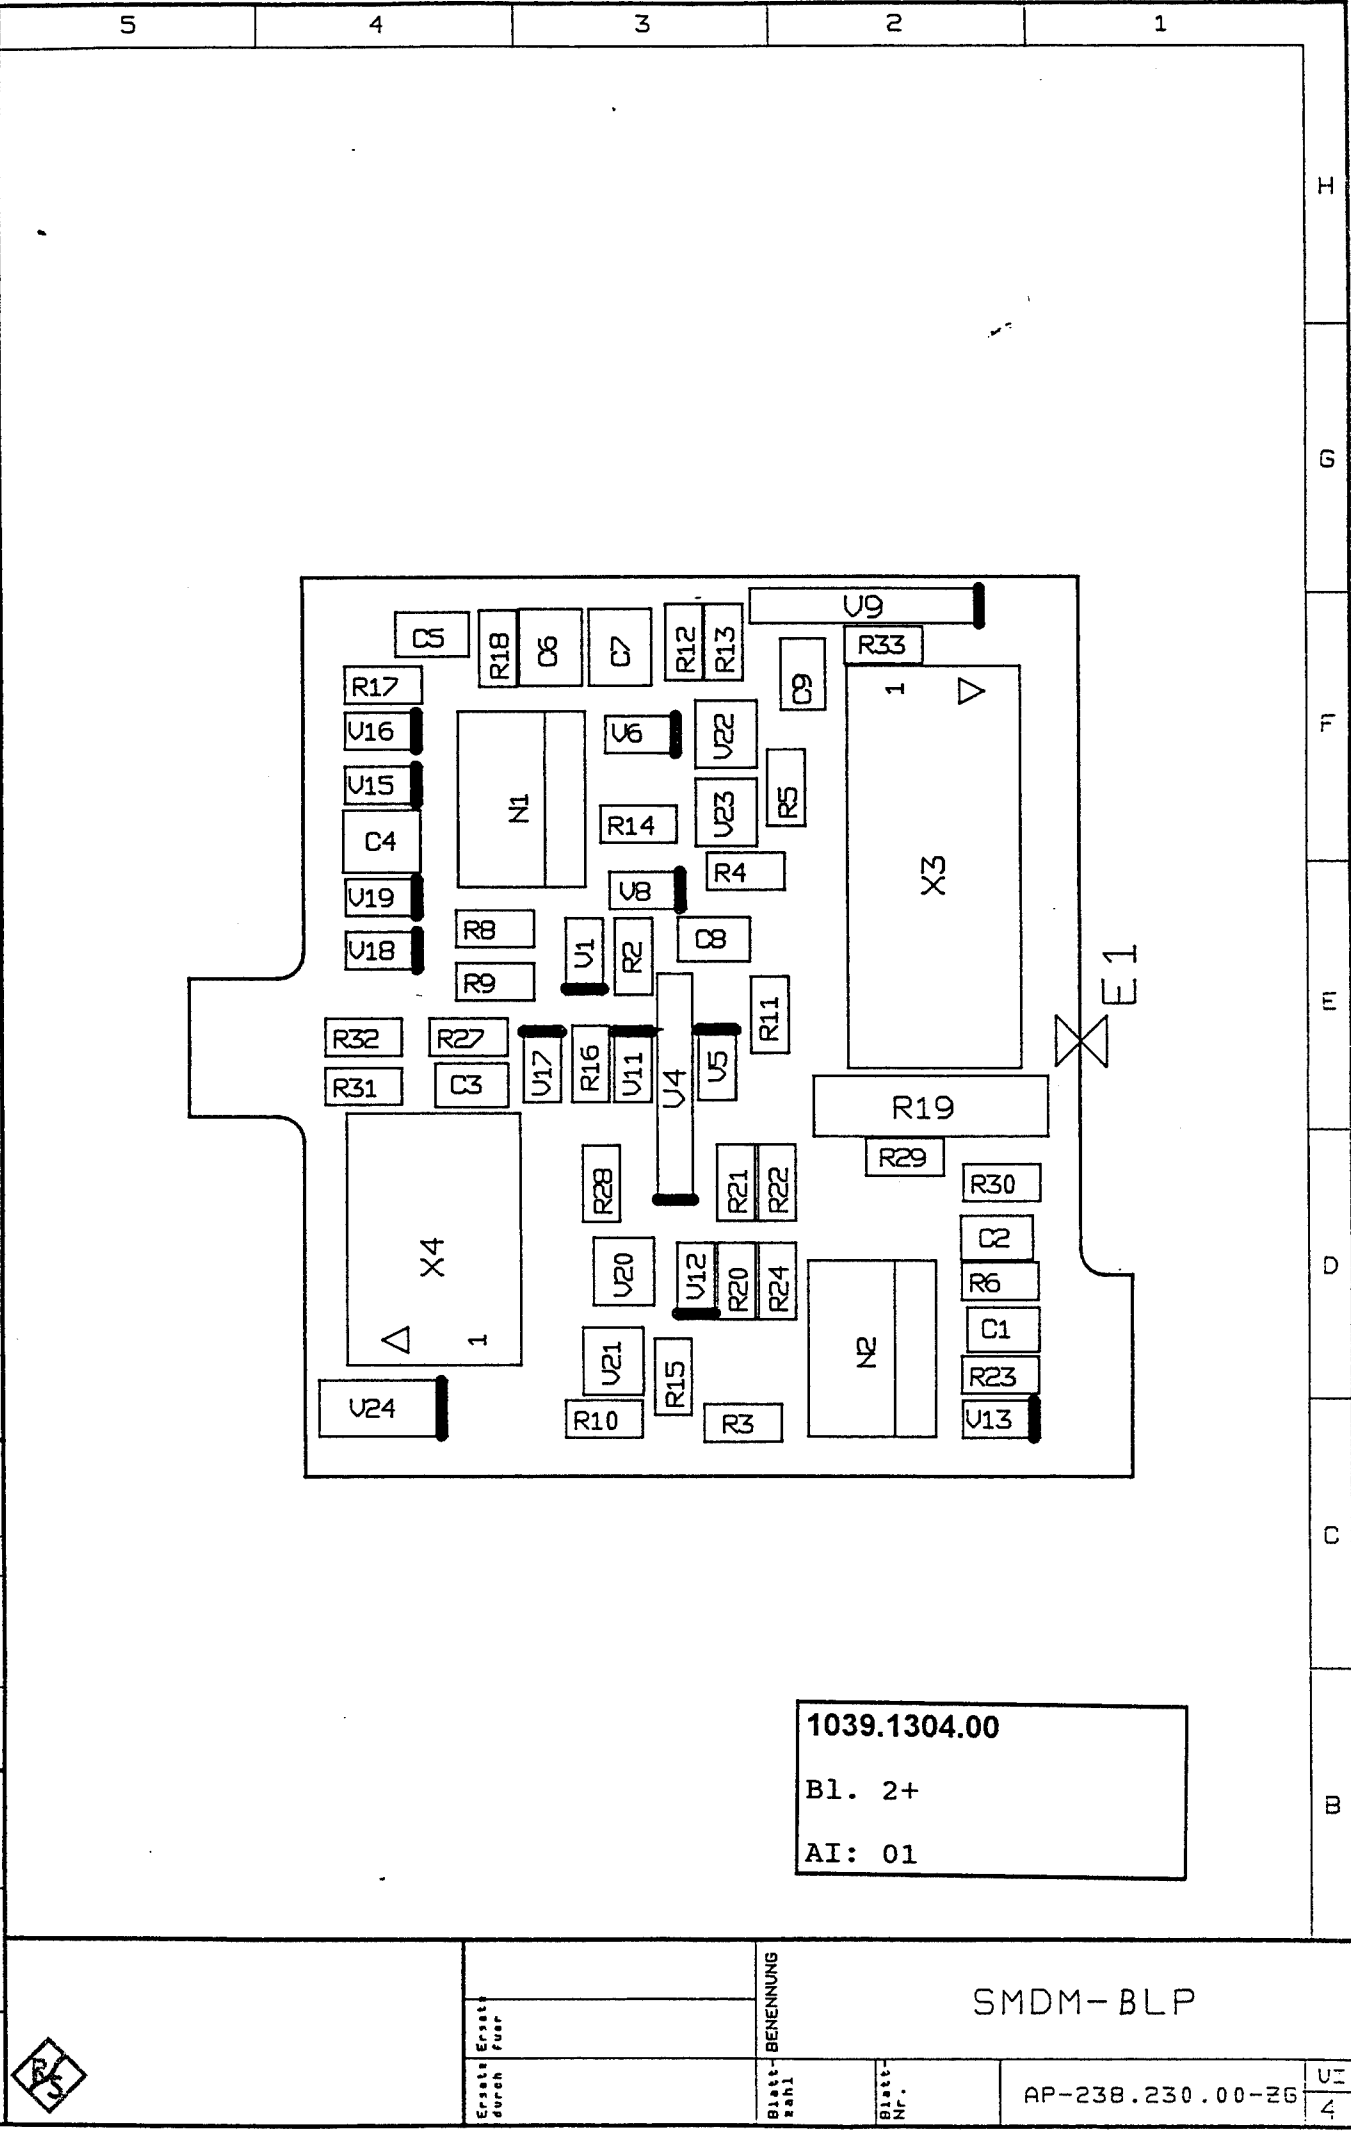 5 4 3 2 1
H
G
F
E
D
C
B
V9
C5
R18
C6
C7
R12
R13
R33
C9
1
R17
V16
V6
V22
V15
N1
R5
V23
R14
C4
R4
X3
V19
V8
R8
V1
R2
C8
V18
R9
E1
R11
R32
R27
V17
R16
V11
V4
V5
R31
C3
R19
R29
R28
R21
R22
R30
X4
C2
V20
V12
R20
R24
R6
1
C1
N2
V21
R15
R23
V24
R10
R3
V13
1039.1304.00
Bl. 2+
AI: 01
Ersatz fuer
Ersatz durch
BENENNUNG
SMDM-BLP
Blatt-zahl
Blatt-Nr.
AP-238.230.00-ZG
4
R/S